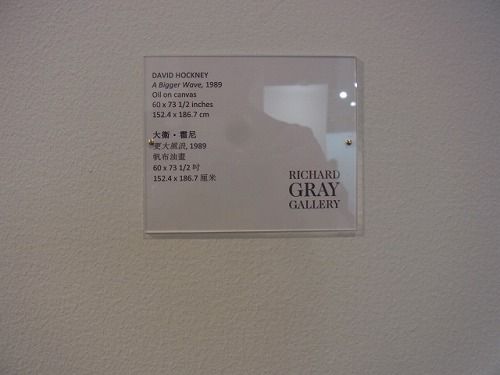 DAVID HOCKNEY
A Bigger Wave, 1989
Oil on canvas
60 x 73 1/2 inches
152.4 x 186.7 cm
大衛・霍尼
更大風浪, 1989
帆布油畫
60 x 73 1/2 吋
152.4 x 186.7 厘米
RICHARD
GRAY
GALLERY